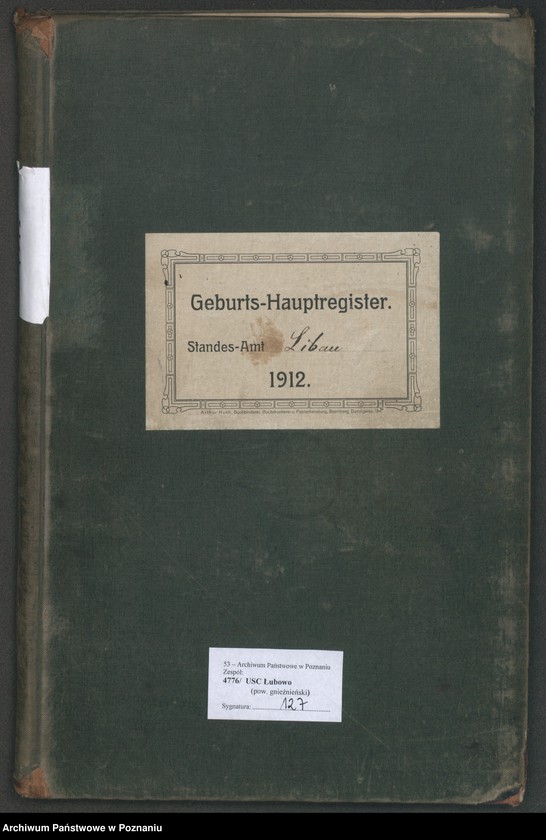 Geburts-Hauptregister.
Standes-Amt Libau
1912.
53 – Archiwum Państwowe w Poznaniu
Zespół:
4776/ USC Łubowo
(pow. gnieźnieński)
Sygnatura: 127
Archiwum Państwowe w Poznaniu